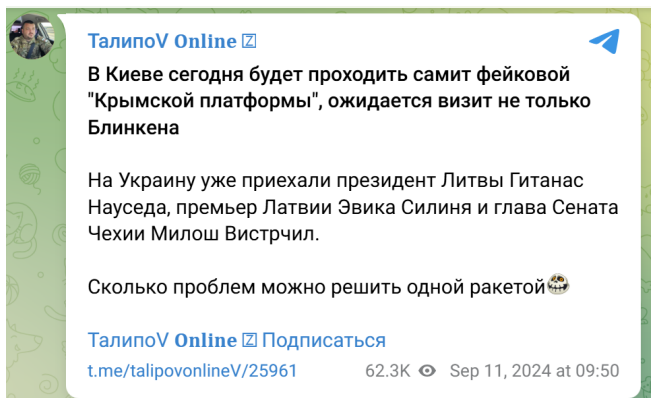 ТалипоV Online 🅉
В Киеве сегодня будет проходить самит фейковой
"Крымской платформы", ожидается визит не только
Блинкена
На Украину уже приехали президент Литвы Гитанас
Науседа, премьер Латвии Эвика Силиня и глава Сената
Чехии Милош Вистрчил.
Сколько проблем можно решить одной ракетой
ТалипоV Online 🅉 Подписаться
t.me/talipovonlineV/25961 62.3K Sep 11, 2024 at 09:50